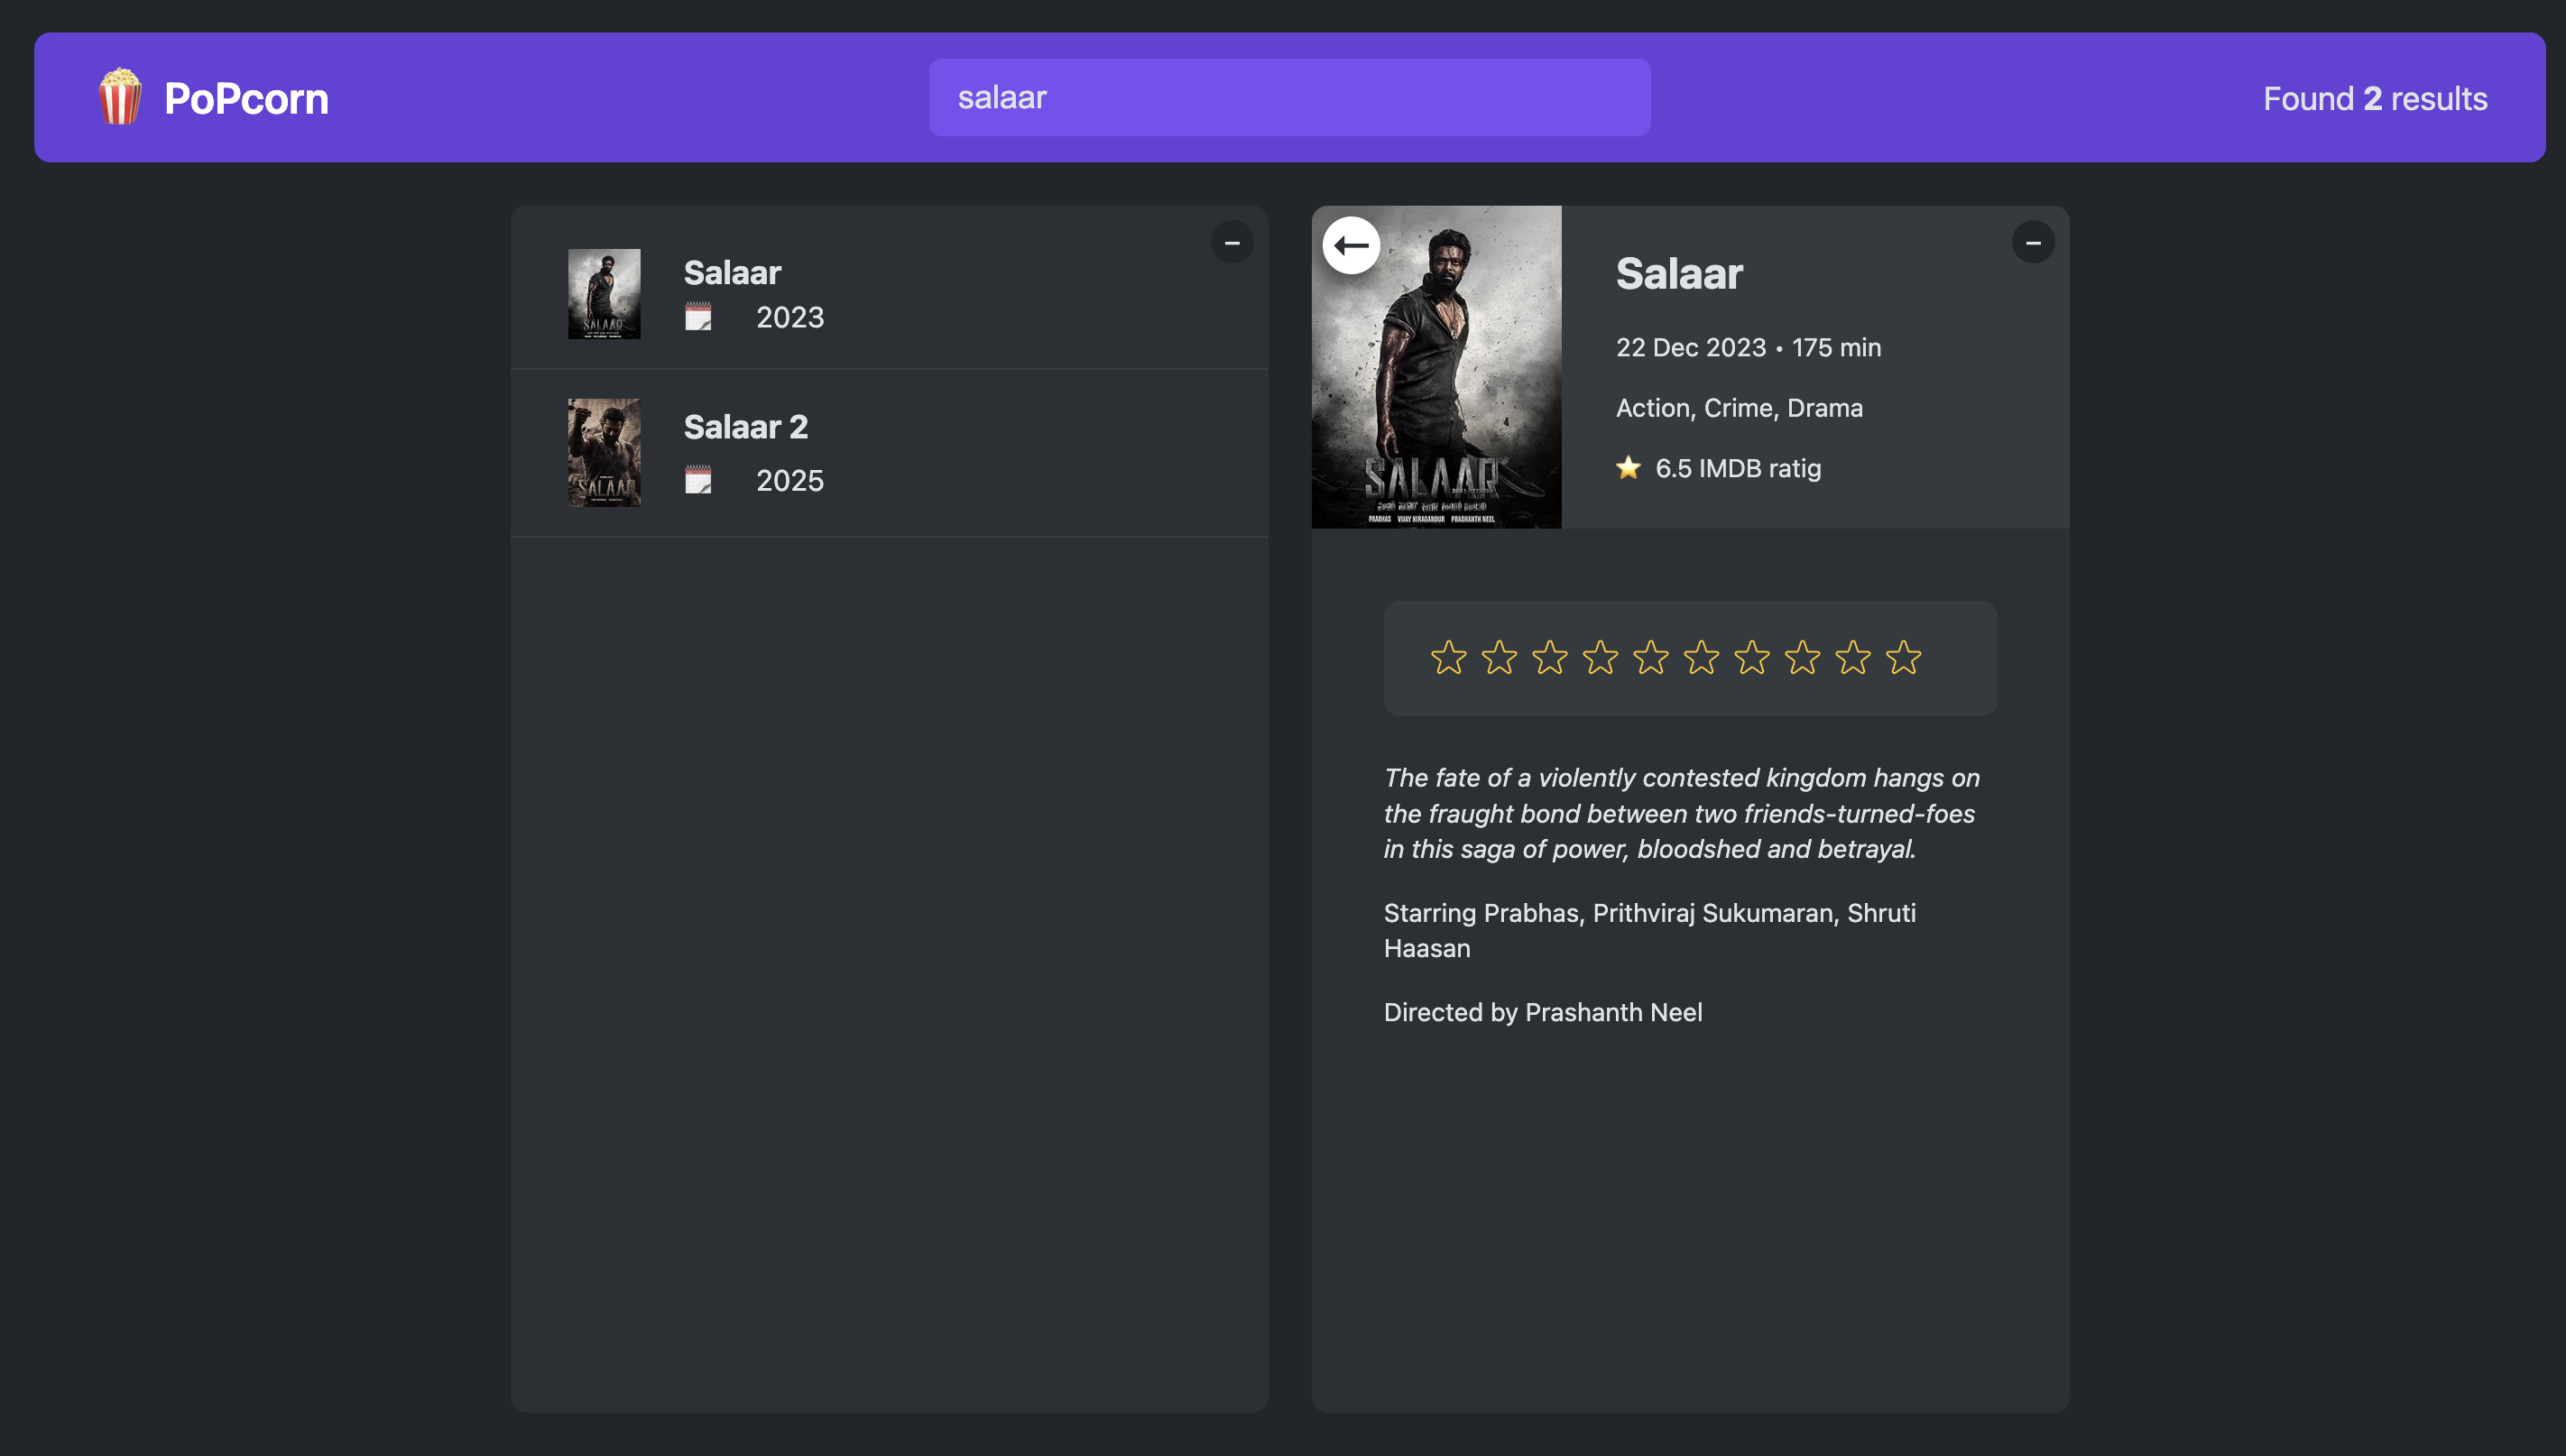 PoPcorn
salaar
Found 2 results
SALAAR
Salaar
2023
SALAAR
Salaar 2
2025
SALAAR
PRABHAS VIJAY KIRAGANDUR PRASHANTH NEEL
Salaar
22 Dec 2023 • 175 min
Action, Crime, Drama
6.5 IMDB ratig
The fate of a violently contested kingdom hangs on
the fraught bond between two friends-turned-foes
in this saga of power, bloodshed and betrayal.
Starring Prabhas, Prithviraj Sukumaran, Shruti
Haasan
Directed by Prashanth Neel